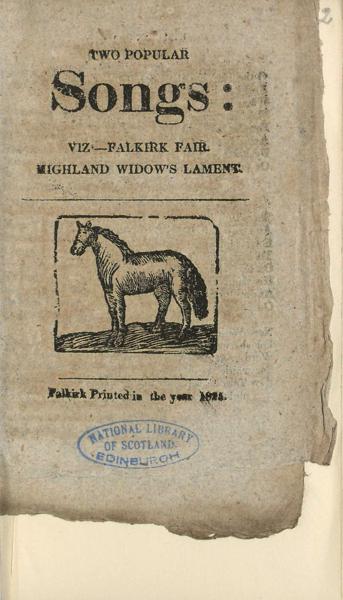 2
TWO POPULAR
Songs:
VIZ.—FALKIRK FAIR.
HIGHLAND WIDOW'S LAMENT.
Falkirk Printed in the year 1825.
NATIONAL LIBRARY
OF SCOTLAND
EDINBURGH